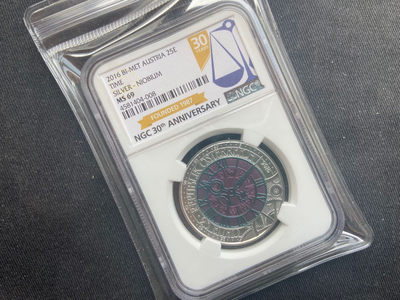 2016 BI-MET AUSTRIA 25E
TIME
SILVER - NIOBIUM
MS 69
4581404-008
30
YEARS
NGC
FOUNDED 1987
NGC 30th ANNIVERSARY